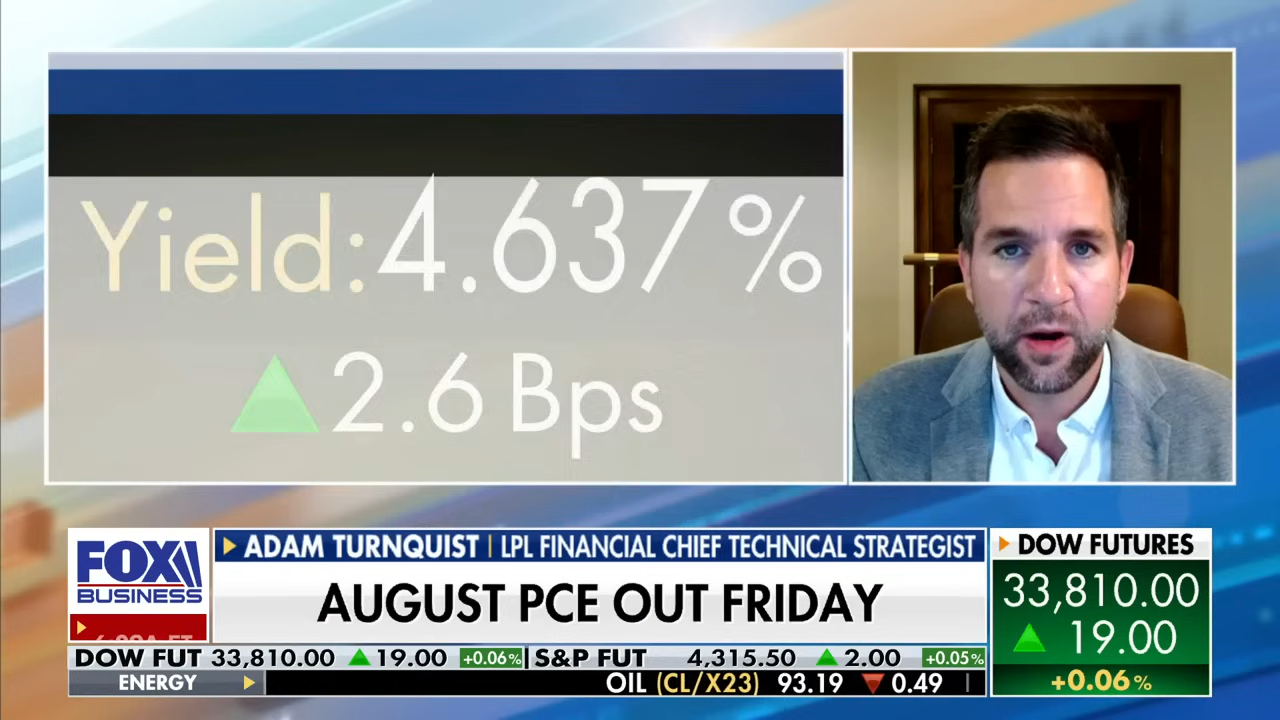 Yield: 4.637%
▲ 2.6 Bps
FOX
BUSINESS
ADAM TURNQUIST | LPL FINANCIAL CHIEF TECHNICAL STRATEGIST
AUGUST PCE OUT FRIDAY
DOW FUTURES
33,810.00
▲ 19.00
+0.06%
DOW FUT 33,810.00 ▲ 19.00 +0.06% | S&P FUT 4,315.50 ▲ 2.00 +0.05%
ENERGY OIL (CL/X23) 93.19 ▼ 0.49